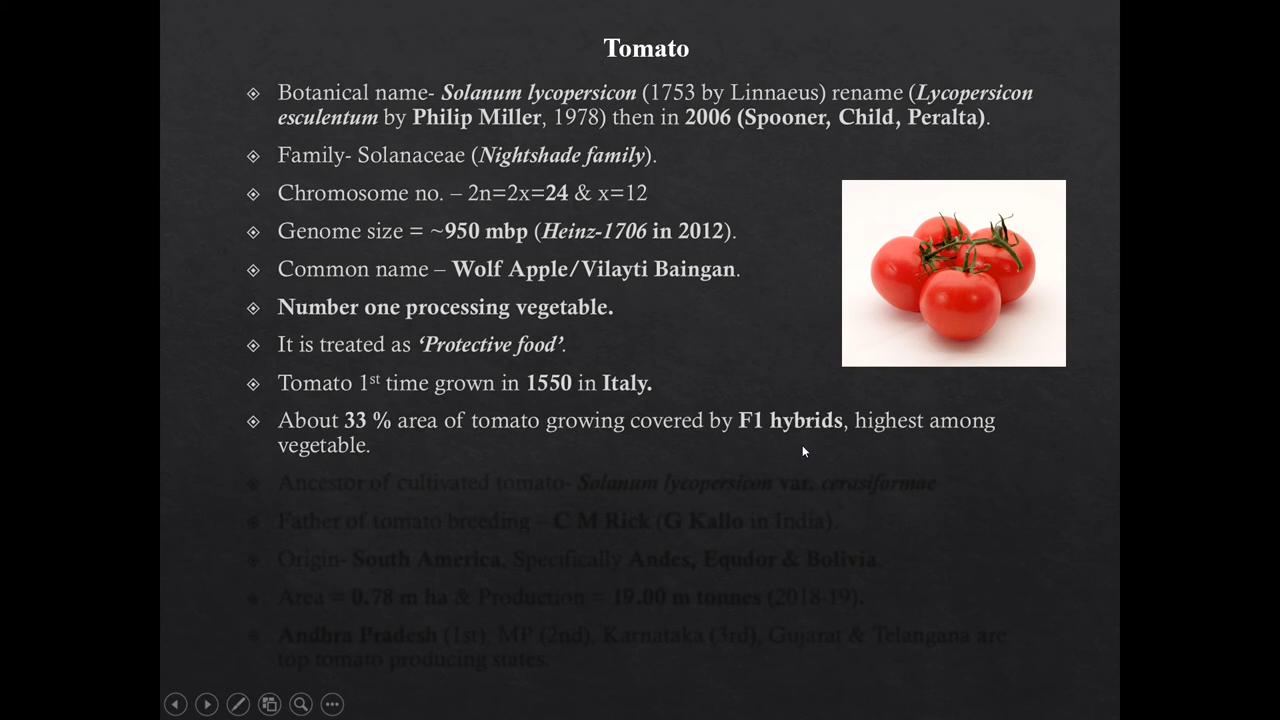 Tomato
Botanical name- Solanum lycopersicon (1753 by Linnaeus) rename (Lycopersicon
esculentum by Philip Miller, 1978) then in 2006 (Spooner, Child, Peralta).
Family- Solanaceae (Nightshade family).
Chromosome no. – 2n=2x=24 & x=12
Genome size = ~950 mbp (Heinz-1706 in 2012).
Common name – Wolf Apple/Vilayti Baingan.
Number one processing vegetable.
It is treated as ‘Protective food’.
Tomato 1st time grown in 1550 in Italy.
About 33 % area of tomato growing covered by F1 hybrids, highest among
vegetable.
Ancestor of cultivated tomato- Solanum lycopersicon var. cerasiformae
Father of tomato breeding – C M Rick (G Kallo in India).
Origin- South America, Specifically Andes, Equdor & Bolivia.
Area = 0.78 m ha & Production = 19.00 m tonnes (2018-19).
Andhra Pradesh (1st), MP (2nd), Karnataka (3rd), Gujarat & Telangana are
top tomato producing states.